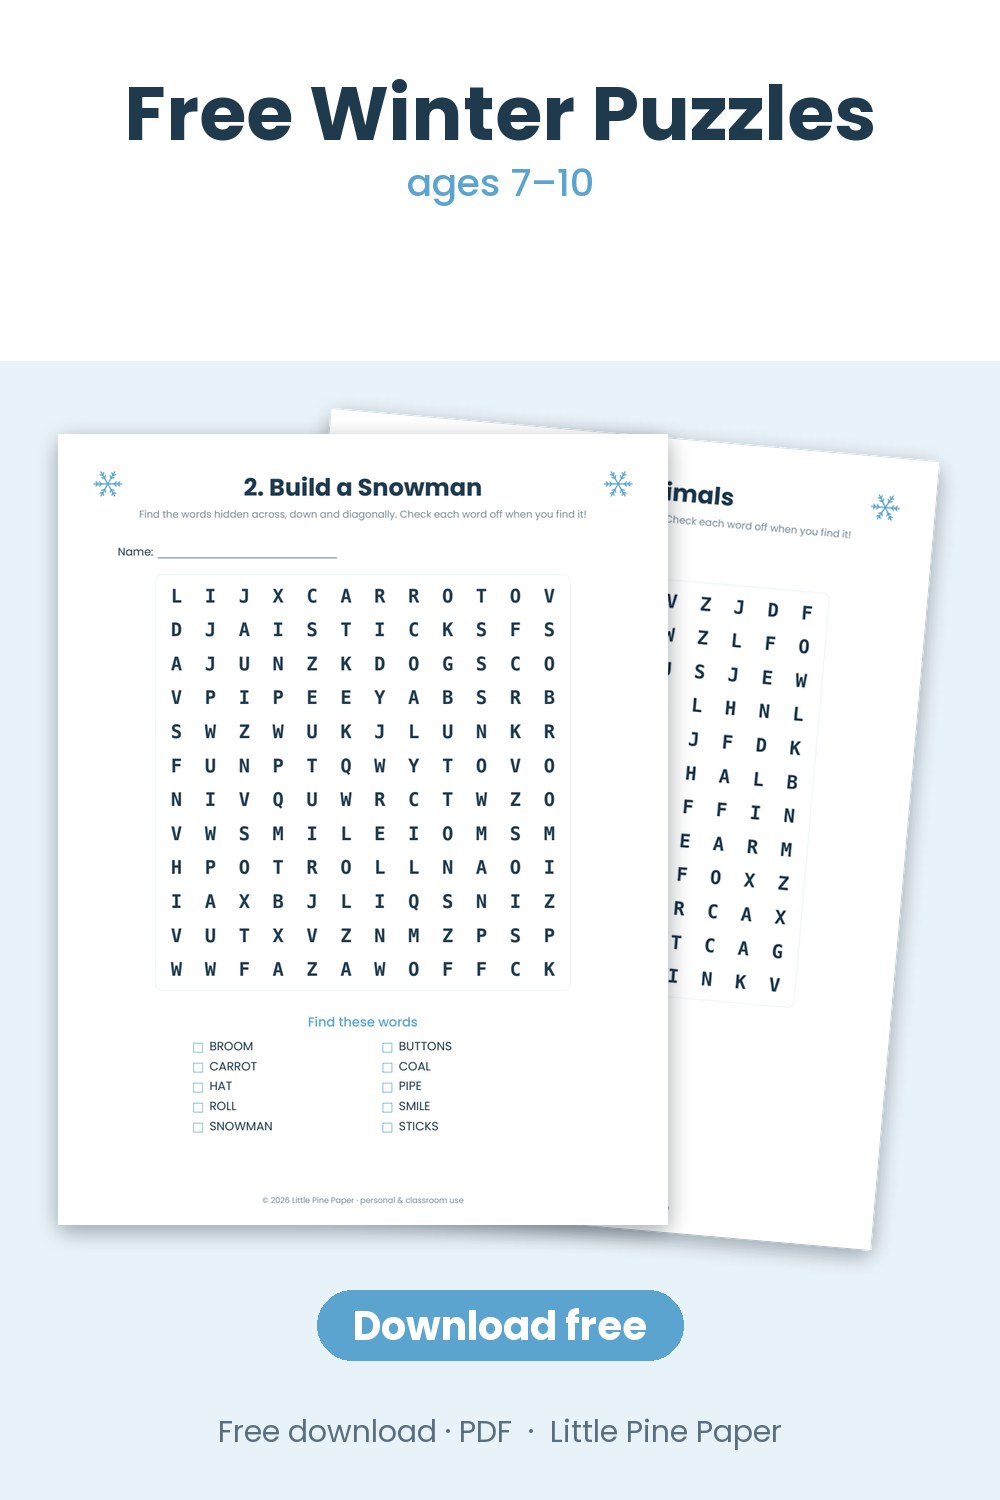 Free Winter Puzzles
ages 7–10
2. Build a Snowman
Find the words hidden across, down and diagonally. Check each word off when you find it!
Name:
L I J X C A R R O T O V
D J A I S T I C K S F S
A J U N Z K D O G S C O
V P I P E E Y A B S R B
S W Z W U K J L U N K R
F U N P T Q W Y T O V O
N I V Q U W R C T W Z O
V W S M I L E I O M S M
H P O T R O L L N A O I
I A X B J L I Q S N I Z
V U T X V Z N M Z P S P
W W F A Z A W O F F C K
Find these words
BROOM
CARROT
HAT
ROLL
SNOWMAN
BUTTONS
COAL
PIPE
SMILE
STICKS
© 2026 Little Pine Paper · personal & classroom use
imals
Check each word off when you find it!
V Z J D F
W Z L F O
S J E W
L H N L
J F D K
H A L B
F F I N
E A R M
F O X Z
R C A X
T C A G
I N K V
Download free
Free download · PDF · Little Pine Paper